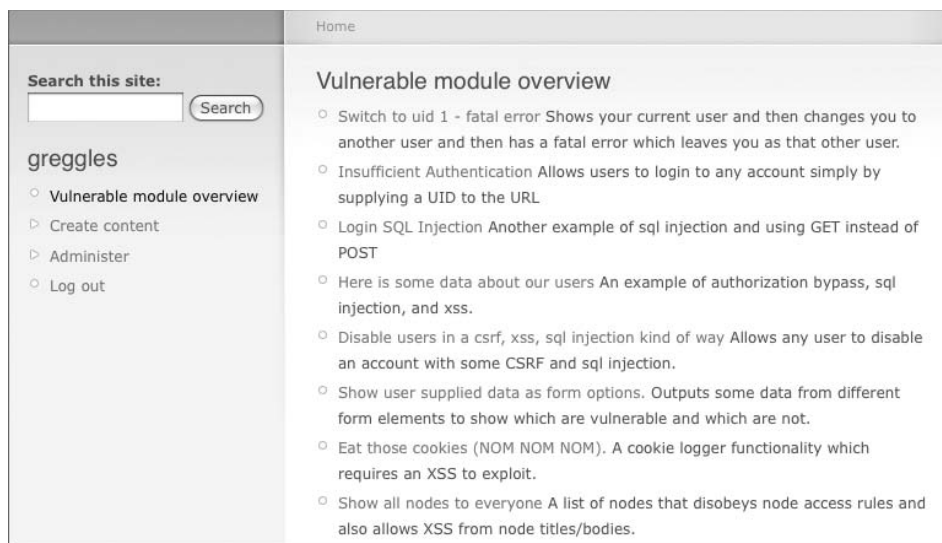 Home
Search this site:
Search
greggles
Vulnerable module overview
Create content
Administer
Log out
Vulnerable module overview
Switch to uid 1 - fatal error Shows your current user and then changes you to
another user and then has a fatal error which leaves you as that other user.
Insufficient Authentication Allows users to login to any account simply by
supplying a UID to the URL
Login SQL Injection Another example of sql injection and using GET instead of
POST
Here is some data about our users An example of authorization bypass, sql
injection, and xss.
Disable users in a csrf, xss, sql injection kind of way Allows any user to disable
an account with some CSRF and sql injection.
Show user supplied data as form options. Outputs some data from different
form elements to show which are vulnerable and which are not.
Eat those cookies (NOM NOM NOM). A cookie logger functionality which
requires an XSS to exploit.
Show all nodes to everyone A list of nodes that disobeys node access rules and
also allows XSS from node titles/bodies.